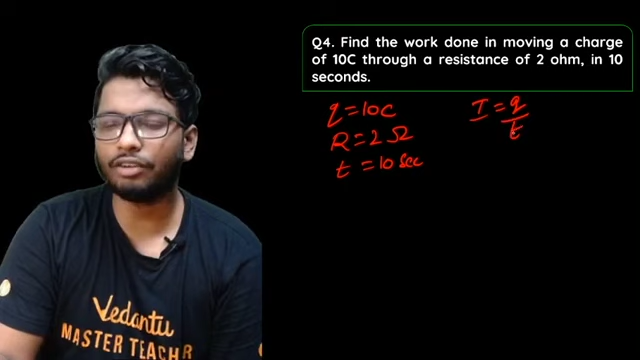 Q4. Find the work done in moving a charge
of 10C through a resistance of 2 ohm, in 10
seconds.
q = 10C
R = 2 Ω
t = 10 sec
I = q/t
Vedantu
MASTER TEACHR